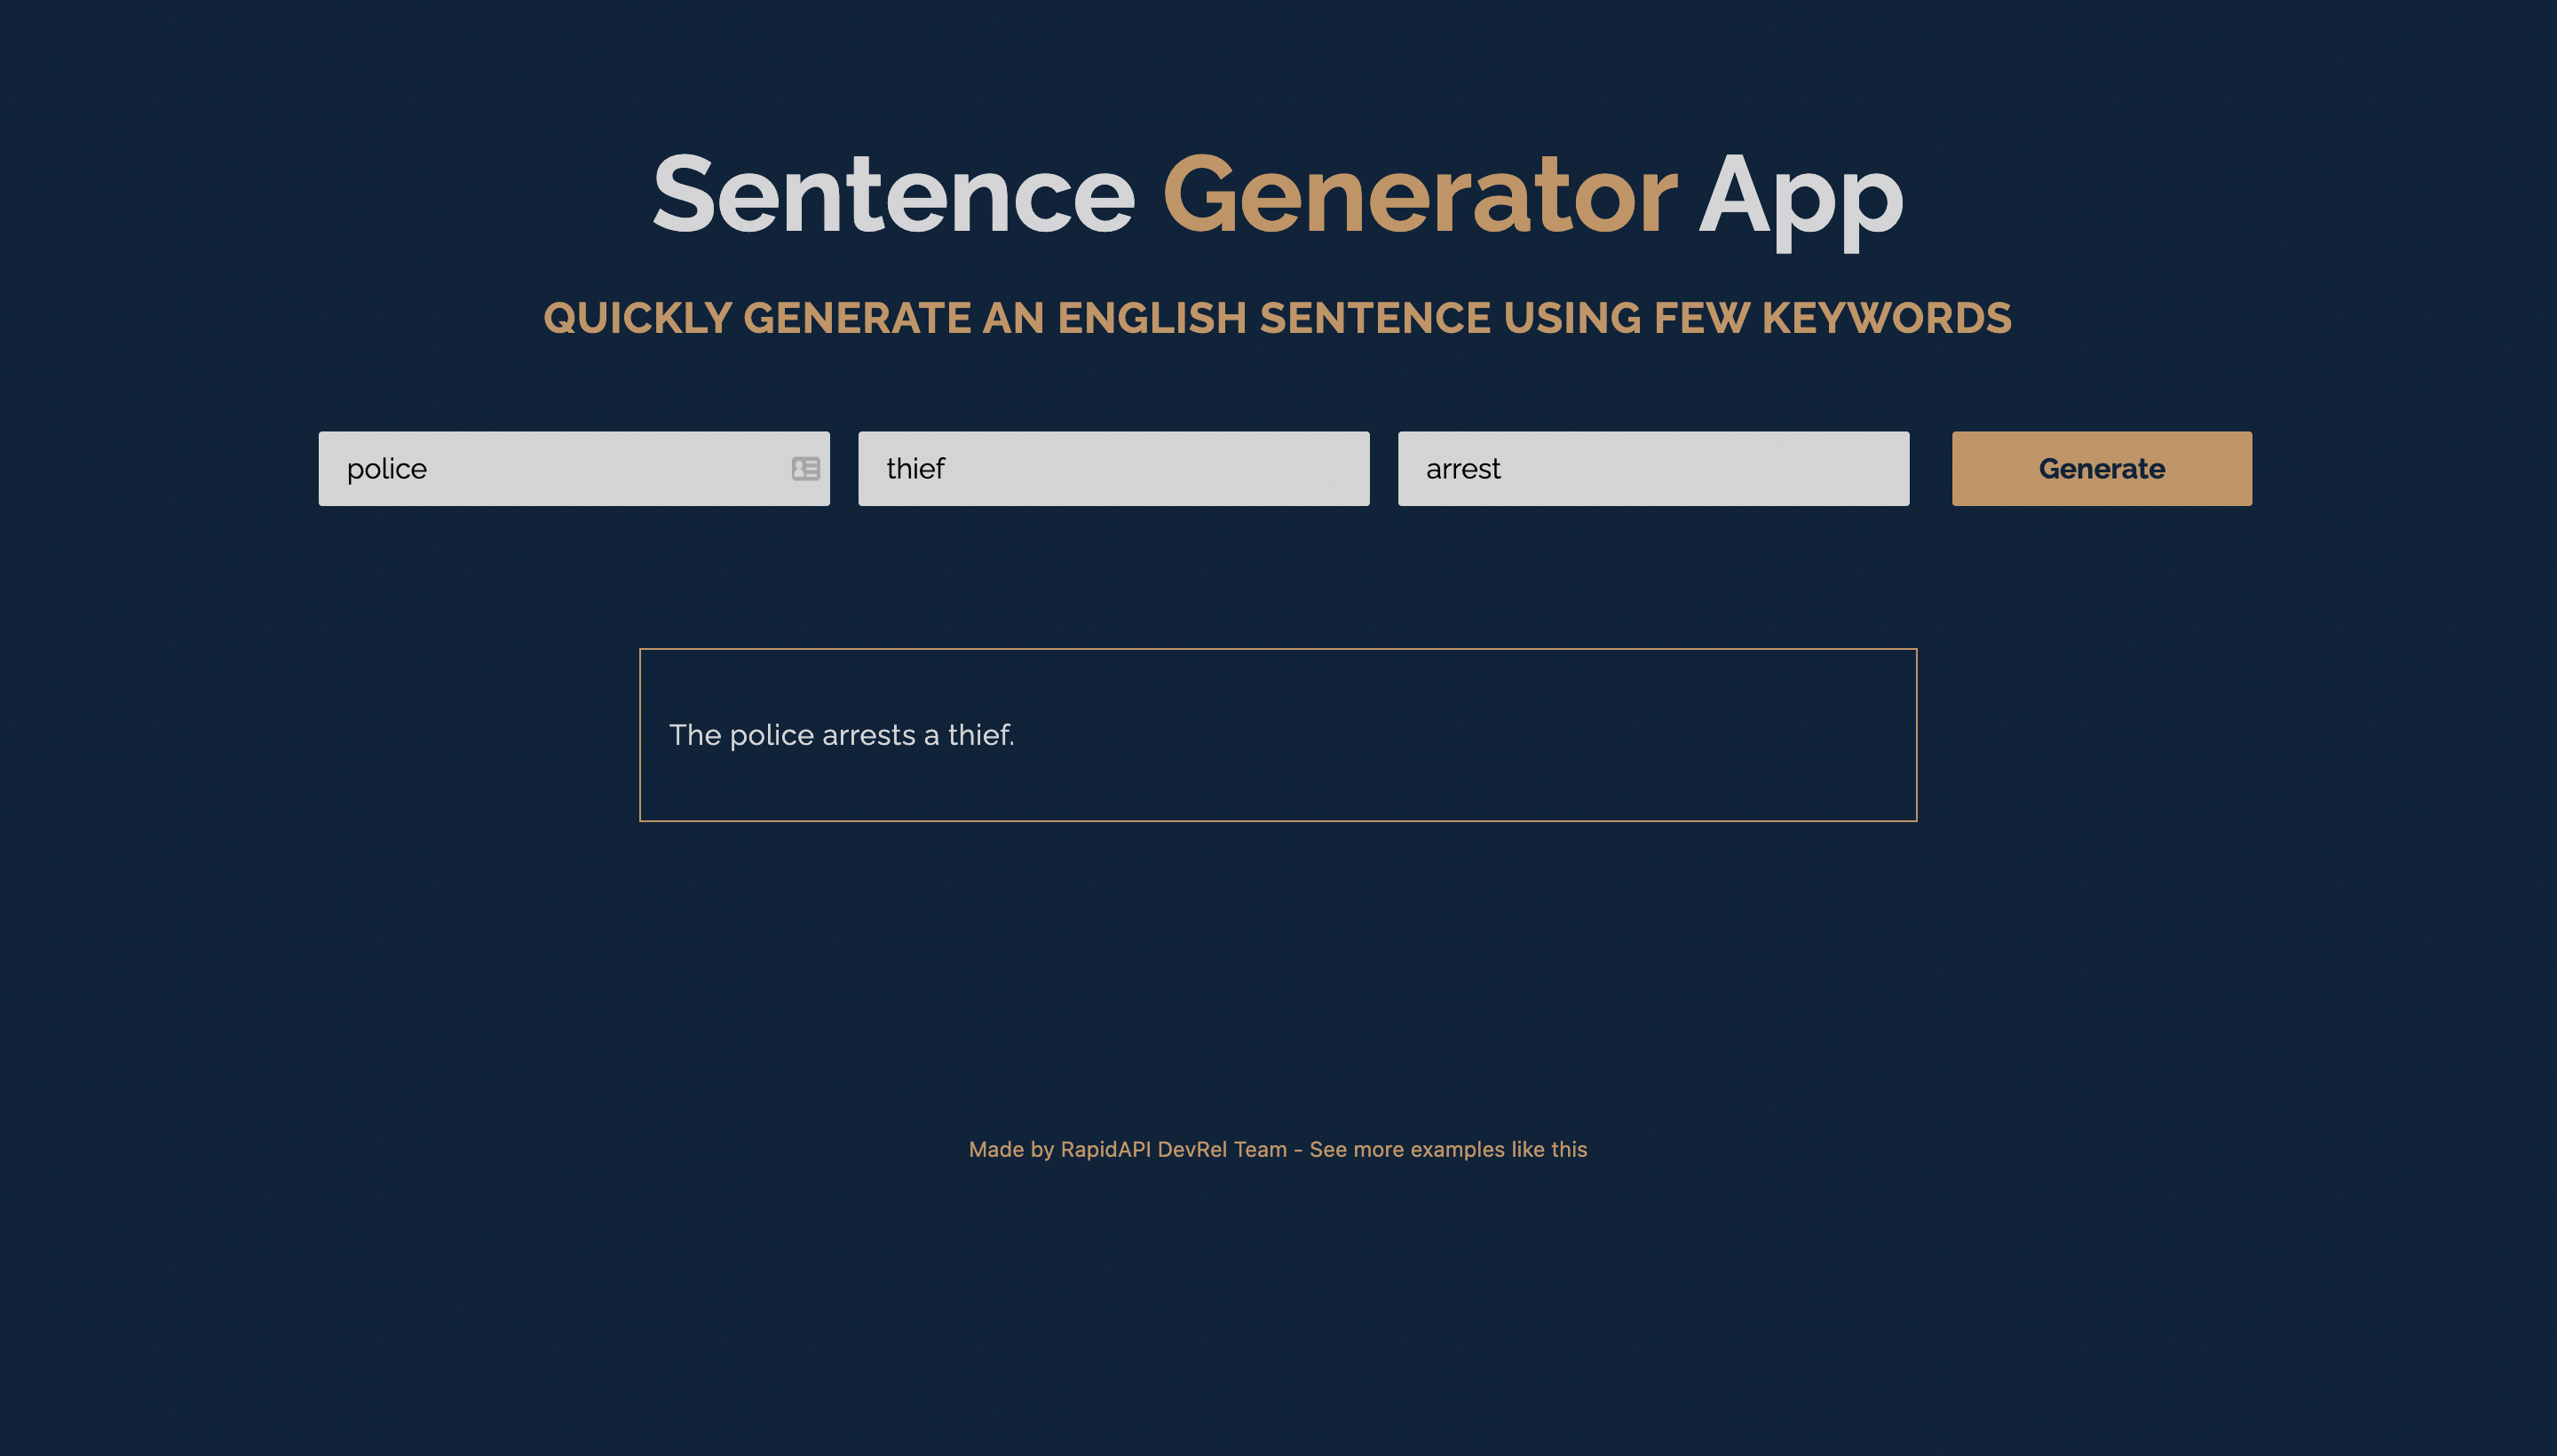 Sentence Generator App
QUICKLY GENERATE AN ENGLISH SENTENCE USING FEW KEYWORDS
police thief arrest Generate
The police arrests a thief.
Made by RapidAPI DevRel Team - See more examples like this